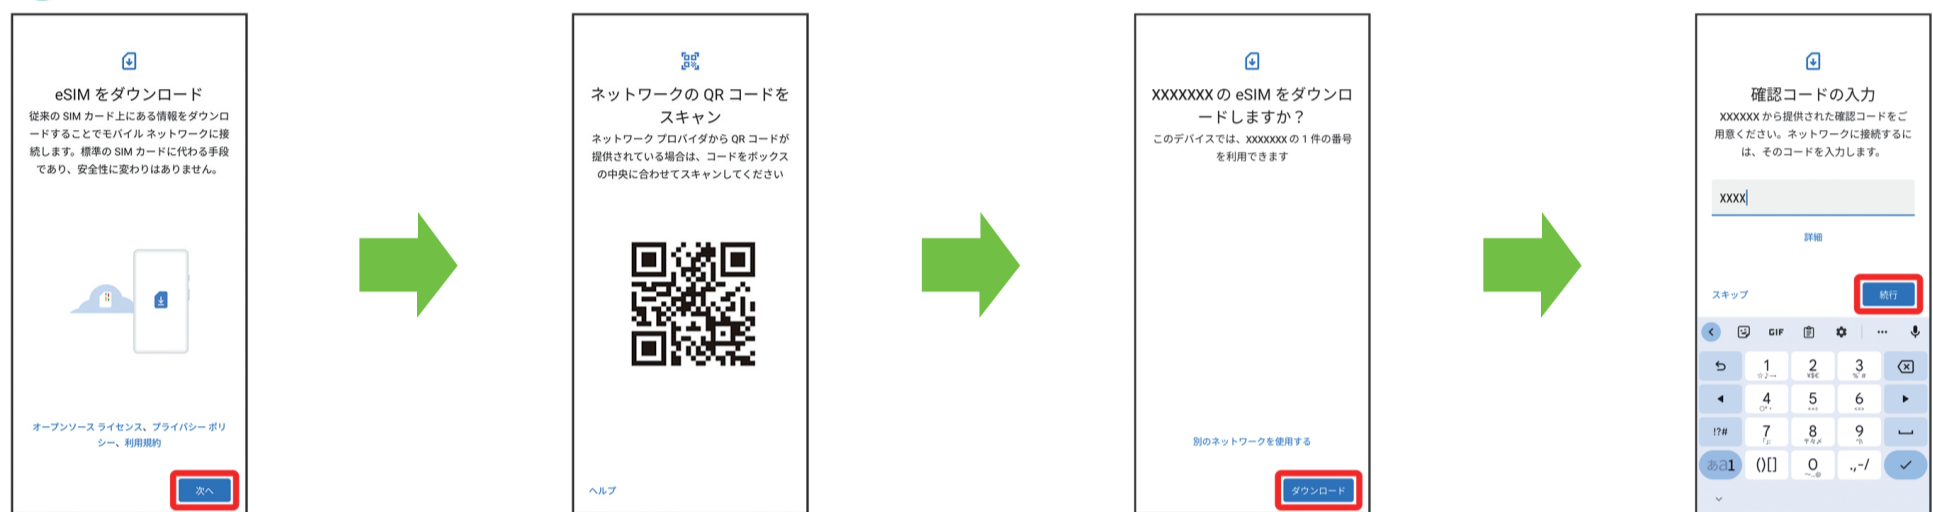 eSIM をダウンロード
従来の SIM カード上にある情報をダウンロ
ードすることでモバイル ネットワークに接
続します。標準の SIM カードに代わる手段
であり、安全性に変わりはありません。
オープンソース ライセンス、プライバシー ポリ
シー、利用規約
次へ
ネットワークの QR コードを
スキャン
ネットワーク プロバイダから QR コードが
提供されている場合は、コードをボックス
の中央に合わせてスキャンしてください
ヘルプ
XXXXXXX の eSIM をダウンロ
ードしますか？
このデバイスでは、XXXXXXX の 1 件の番号
を利用できます
別のネットワークを使用する
ダウンロード
確認コードの入力
XXXXXX から提供された確認コードをご
用意ください。ネットワークに接続するに
は、そのコードを入力します。
XXXX
詳細
スキップ
続行
GIF
1 2 3
4 5 6
!?# 7 8 9
あa1 ()[] 0 .,-/